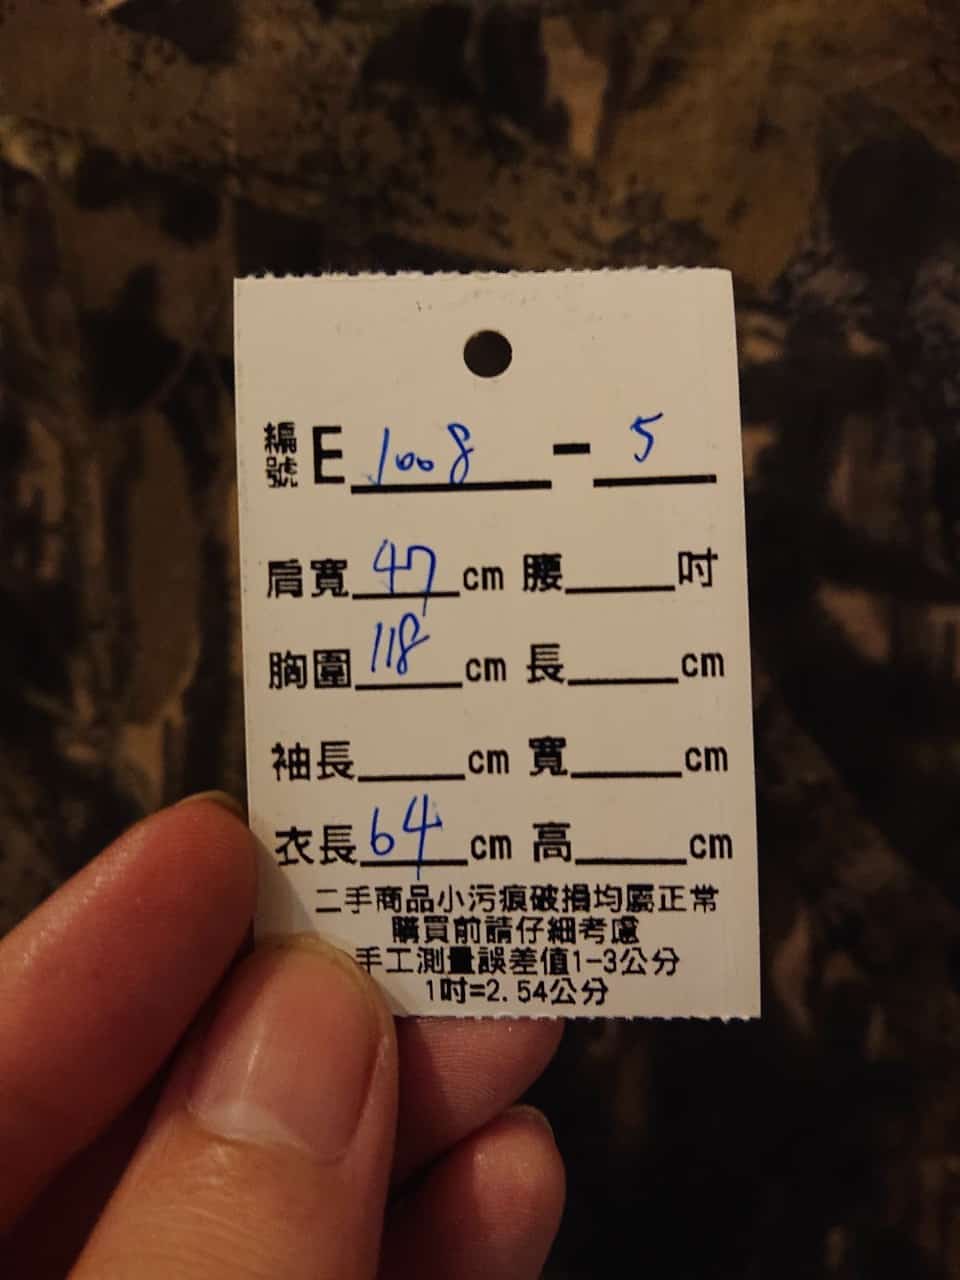 編號 E 1008 - 5
肩寬 47 cm 腰 吋
胸圍 118 cm 長 cm
袖長 cm 寬 cm
衣長 64 cm 高 cm
二手商品小污痕破損均屬正常
購買前請仔細考慮
手工測量誤差值1-3公分
1吋=2.54公分